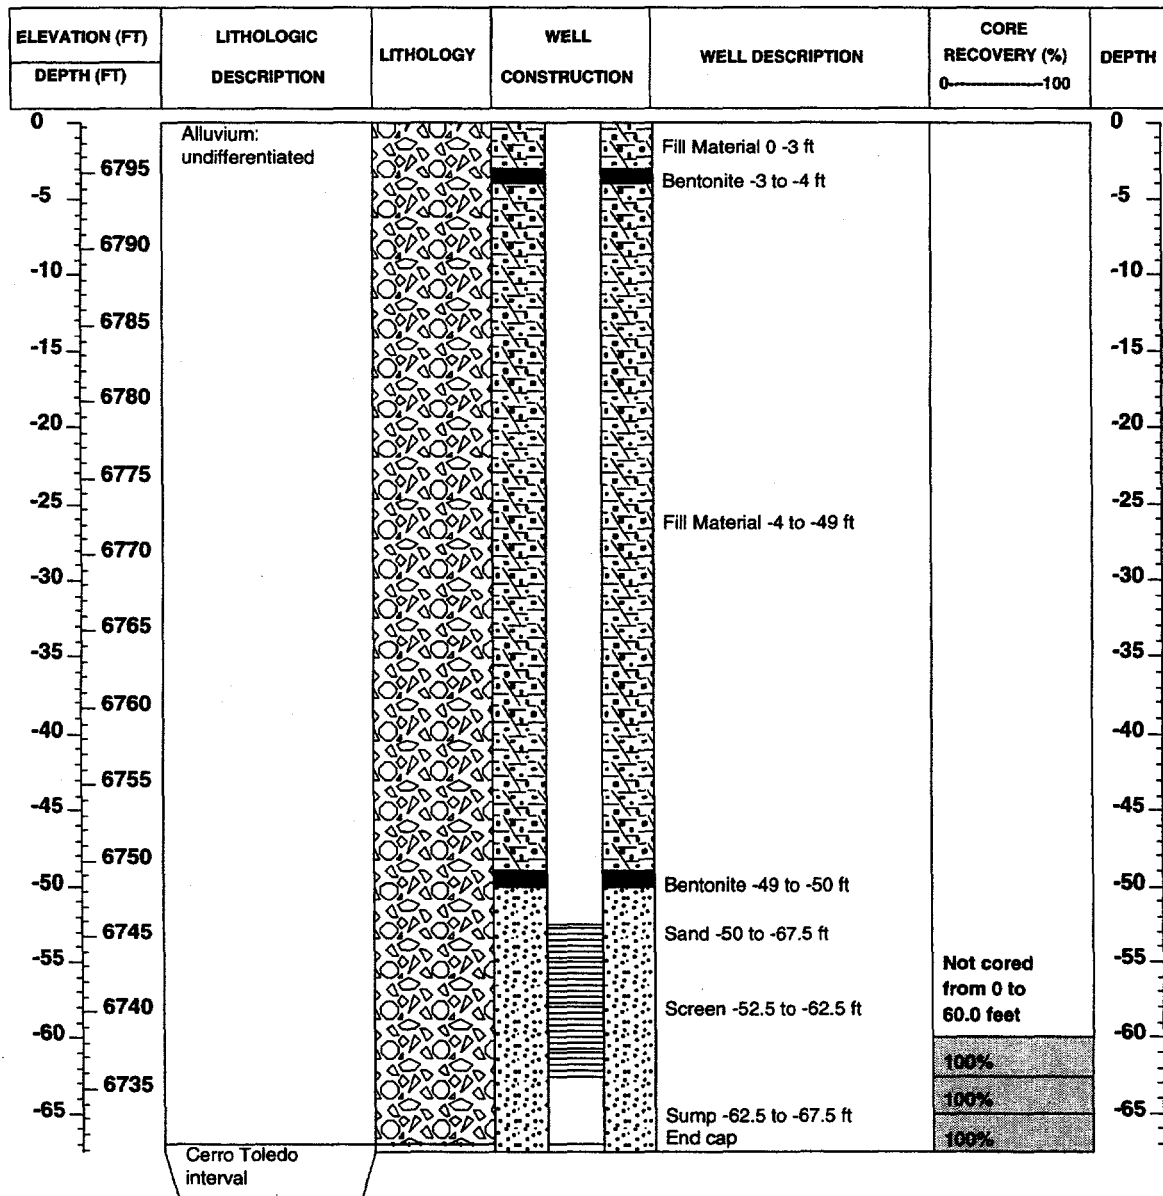 ELEVATION (FT)
DEPTH (FT)
LITHOLOGIC
DESCRIPTION
LITHOLOGY
WELL
CONSTRUCTION
WELL DESCRIPTION
CORE
RECOVERY (%)
0-----------------100
DEPTH
0
-5
-10
-15
-20
-25
-30
-35
-40
-45
-50
-55
-60
-65
6795
6790
6785
6780
6775
6770
6765
6760
6755
6750
6745
6740
6735
Alluvium:
undifferentiated
Cerro Toledo
interval
Fill Material 0 -3 ft
Bentonite -3 to -4 ft
Fill Material -4 to -49 ft
Bentonite -49 to -50 ft
Sand -50 to -67.5 ft
Screen -52.5 to -62.5 ft
Sump -62.5 to -67.5 ft
End cap
Not cored
from 0 to
60.0 feet
100%
100%
100%
0
-5
-10
-15
-20
-25
-30
-35
-40
-45
-50
-55
-60
-65